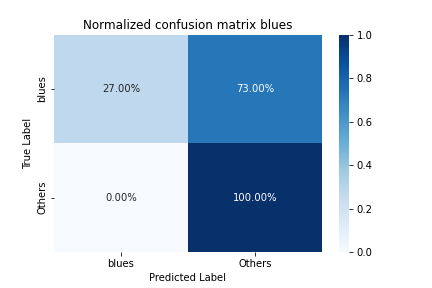 Normalized confusion matrix blues
1.0
27.00% 73.00%
blues
0.8
0.6
True Label
0.4
0.00% 100.00%
Others
0.2
0.0
blues Others
Predicted Label